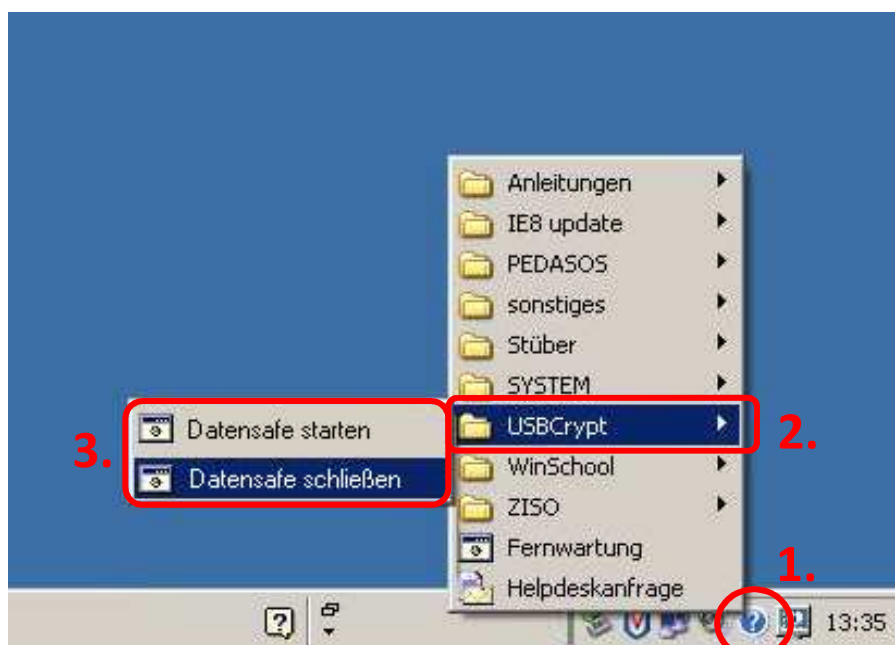 Anleitungen
IE8 update
PEDASOS
sonstiges
Stüber
SYSTEM
USBCrypt
2.
WinSchool
ZISO
Fernwartung
Helpdeskanfrage
3.
Datensafe starten
Datensafe schließen
1.
13:35